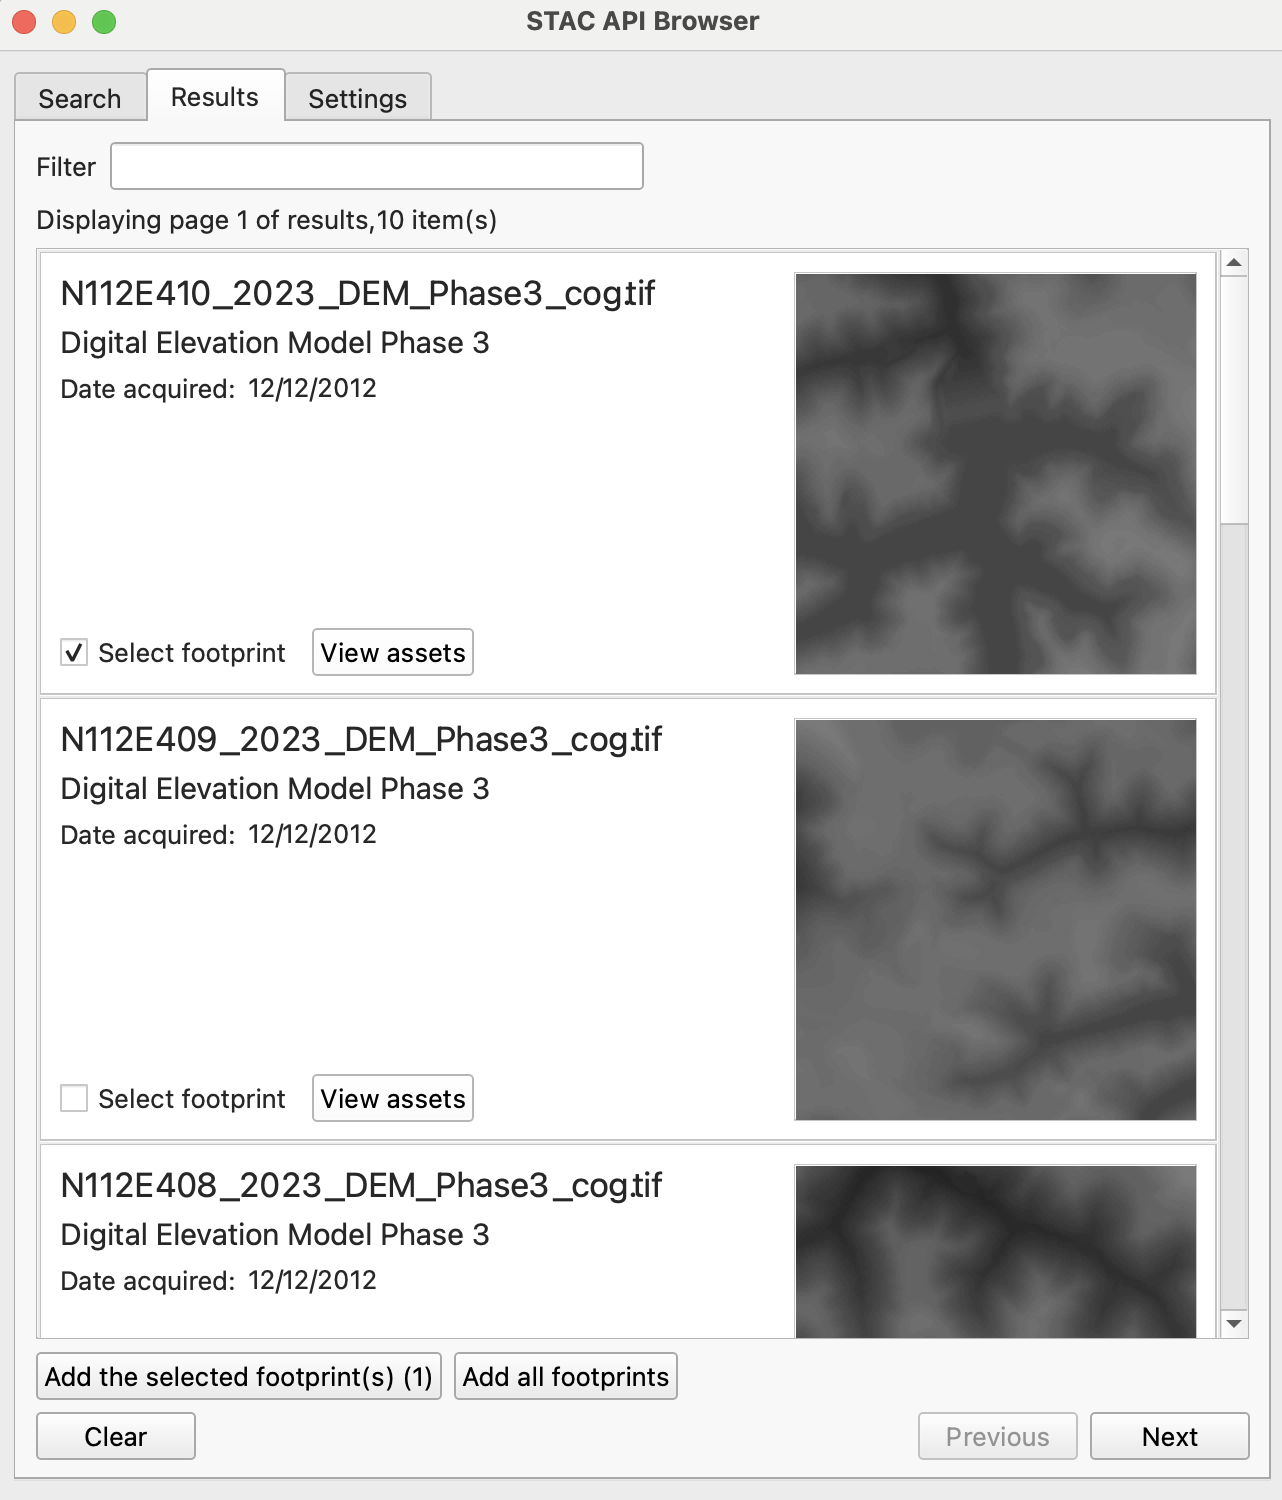 STAC API Browser
Search Results Settings
Filter
Displaying page 1 of results,10 item(s)
N112E410_2023_DEM_Phase3_cog.tif
Digital Elevation Model Phase 3
Date acquired: 12/12/2012
Select footprint View assets
N112E409_2023_DEM_Phase3_cog.tif
Digital Elevation Model Phase 3
Date acquired: 12/12/2012
Select footprint View assets
N112E408_2023_DEM_Phase3_cog.tif
Digital Elevation Model Phase 3
Date acquired: 12/12/2012
Add the selected footprint(s) (1) Add all footprints
Clear Previous Next